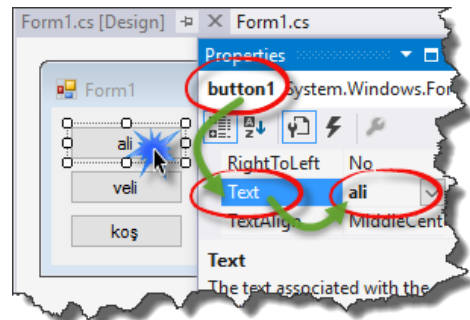 Form1.cs [Design] Form1.cs
Properties
Form1
button1 System.Windows.For
ali
RightToLeft No
veli
Text ali
TextAlign MiddleCent
koş
Text
The text associated with the